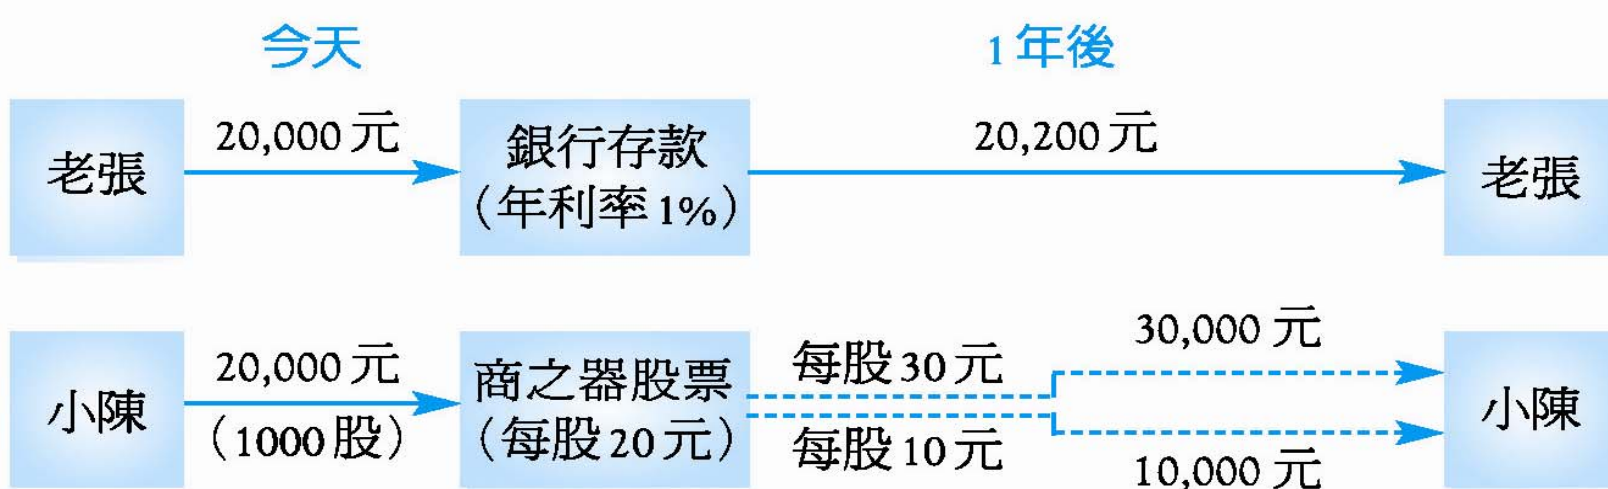 今天
1年後
老張
20,000元
銀行存款
（年利率1%）
20,200元
老張
小陳
20,000元
（1000股）
商之器股票
（每股20元）
每股30元
每股10元
30,000元
10,000元
小陳